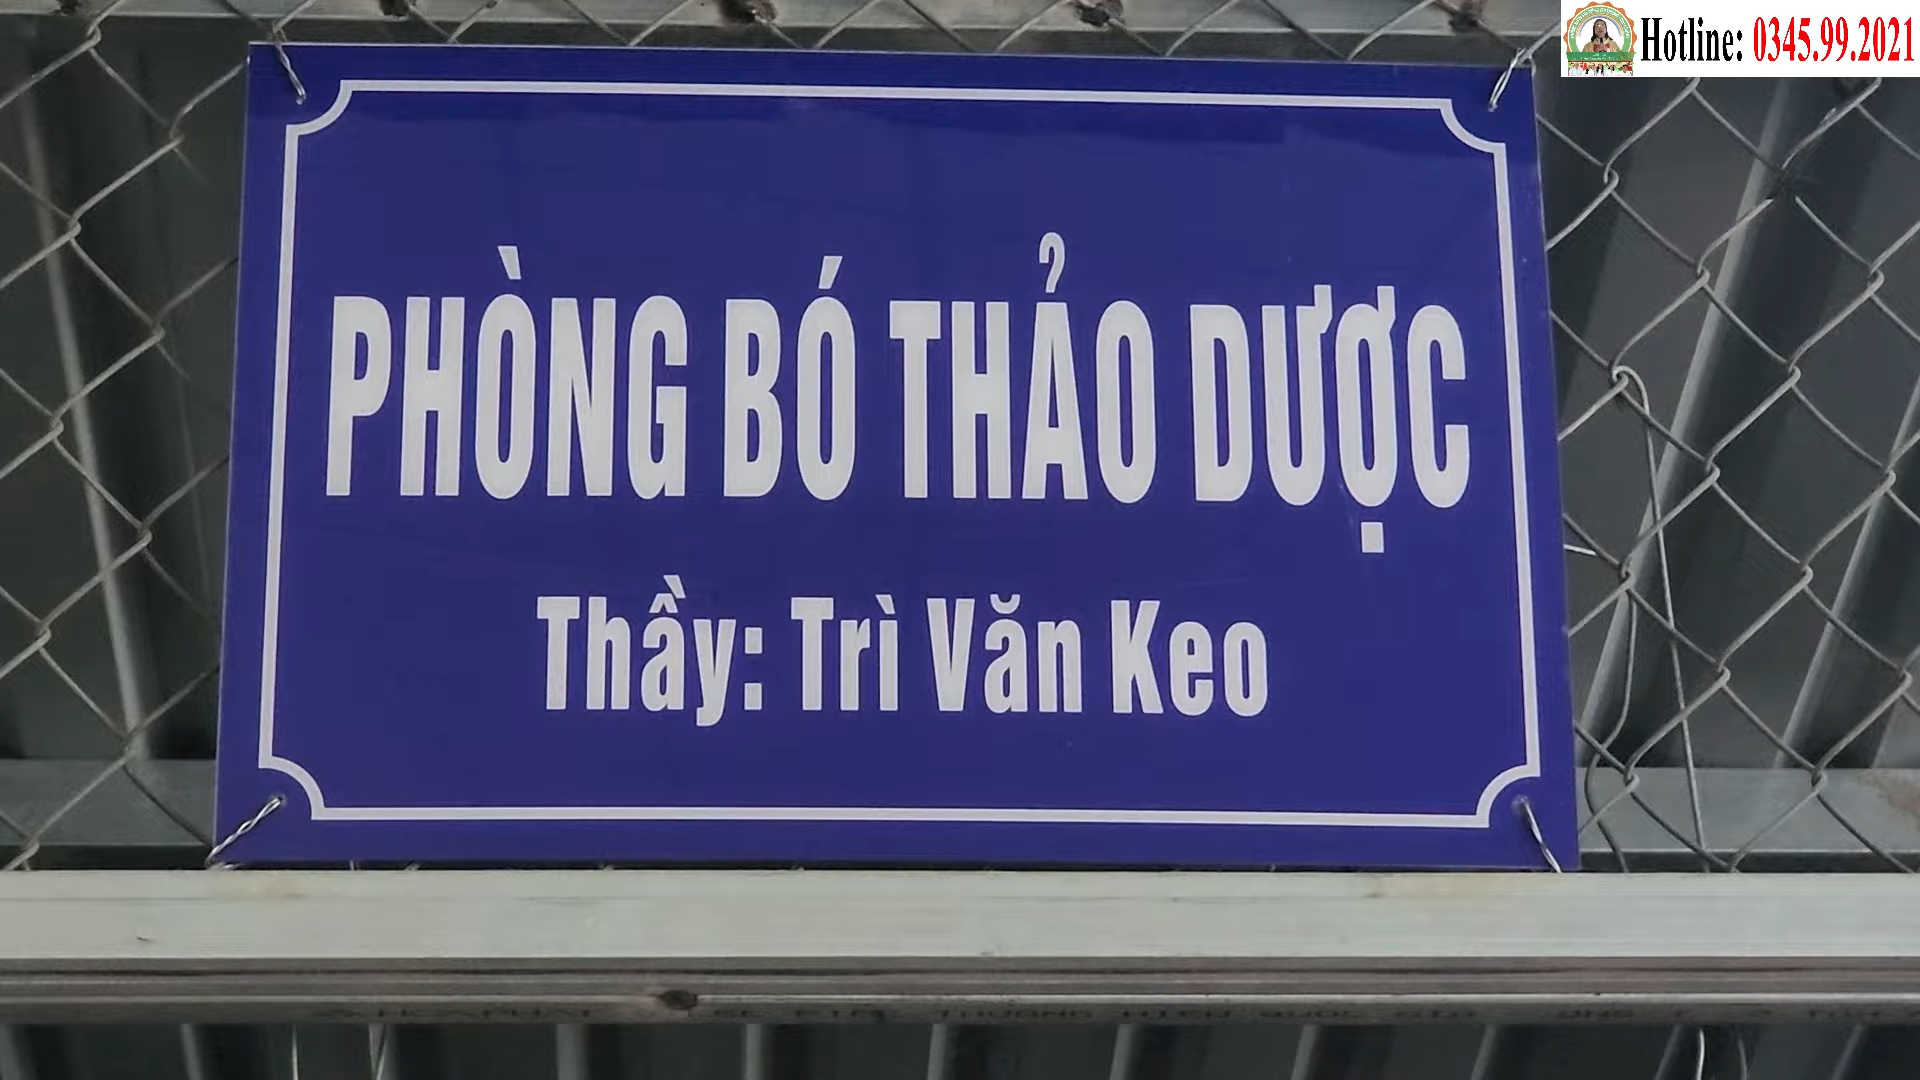 Hotline: 0345.99.2021
PHÒNG BÓ THẢO DƯỢC
Thầy: Trì Văn Keo